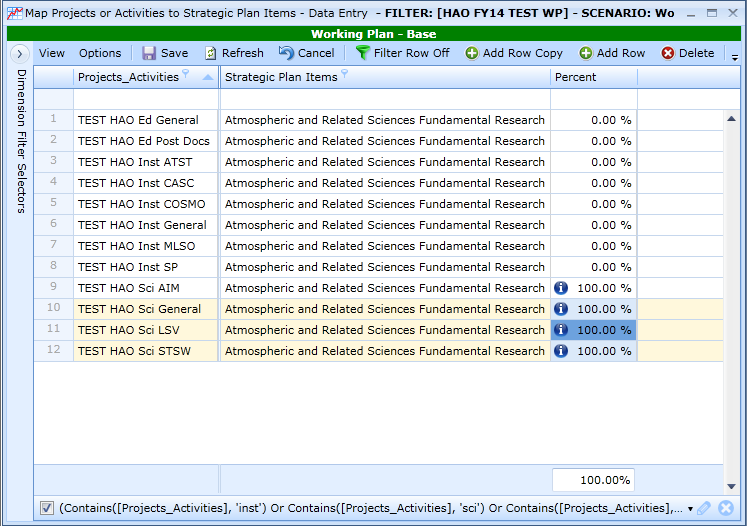 Map Projects or Activities to Strategic Plan Items - Data Entry - FILTER: [HAO FY14 TEST WP] - SCENARIO: Wo
Working Plan - Base
View Options Save Refresh Cancel Filter Row Off Add Row Copy Add Row Delete
Dimension Filter Selectors
Projects_Activities Strategic Plan Items Percent
1 TEST HAO Ed General Atmospheric and Related Sciences Fundamental Research 0.00 %
2 TEST HAO Ed Post Docs Atmospheric and Related Sciences Fundamental Research 0.00 %
3 TEST HAO Inst ATST Atmospheric and Related Sciences Fundamental Research 0.00 %
4 TEST HAO Inst CASC Atmospheric and Related Sciences Fundamental Research 0.00 %
5 TEST HAO Inst COSMO Atmospheric and Related Sciences Fundamental Research 0.00 %
6 TEST HAO Inst General Atmospheric and Related Sciences Fundamental Research 0.00 %
7 TEST HAO Inst MLSO Atmospheric and Related Sciences Fundamental Research 0.00 %
8 TEST HAO Inst SP Atmospheric and Related Sciences Fundamental Research 0.00 %
9 TEST HAO Sci AIM Atmospheric and Related Sciences Fundamental Research 100.00 %
10 TEST HAO Sci General Atmospheric and Related Sciences Fundamental Research 100.00 %
11 TEST HAO Sci LSV Atmospheric and Related Sciences Fundamental Research 100.00 %
12 TEST HAO Sci STSW Atmospheric and Related Sciences Fundamental Research 100.00 %
100.00%
(Contains([Projects_Activities], 'inst') Or Contains([Projects_Activities], 'sci') Or Contains([Projects_Activities],...